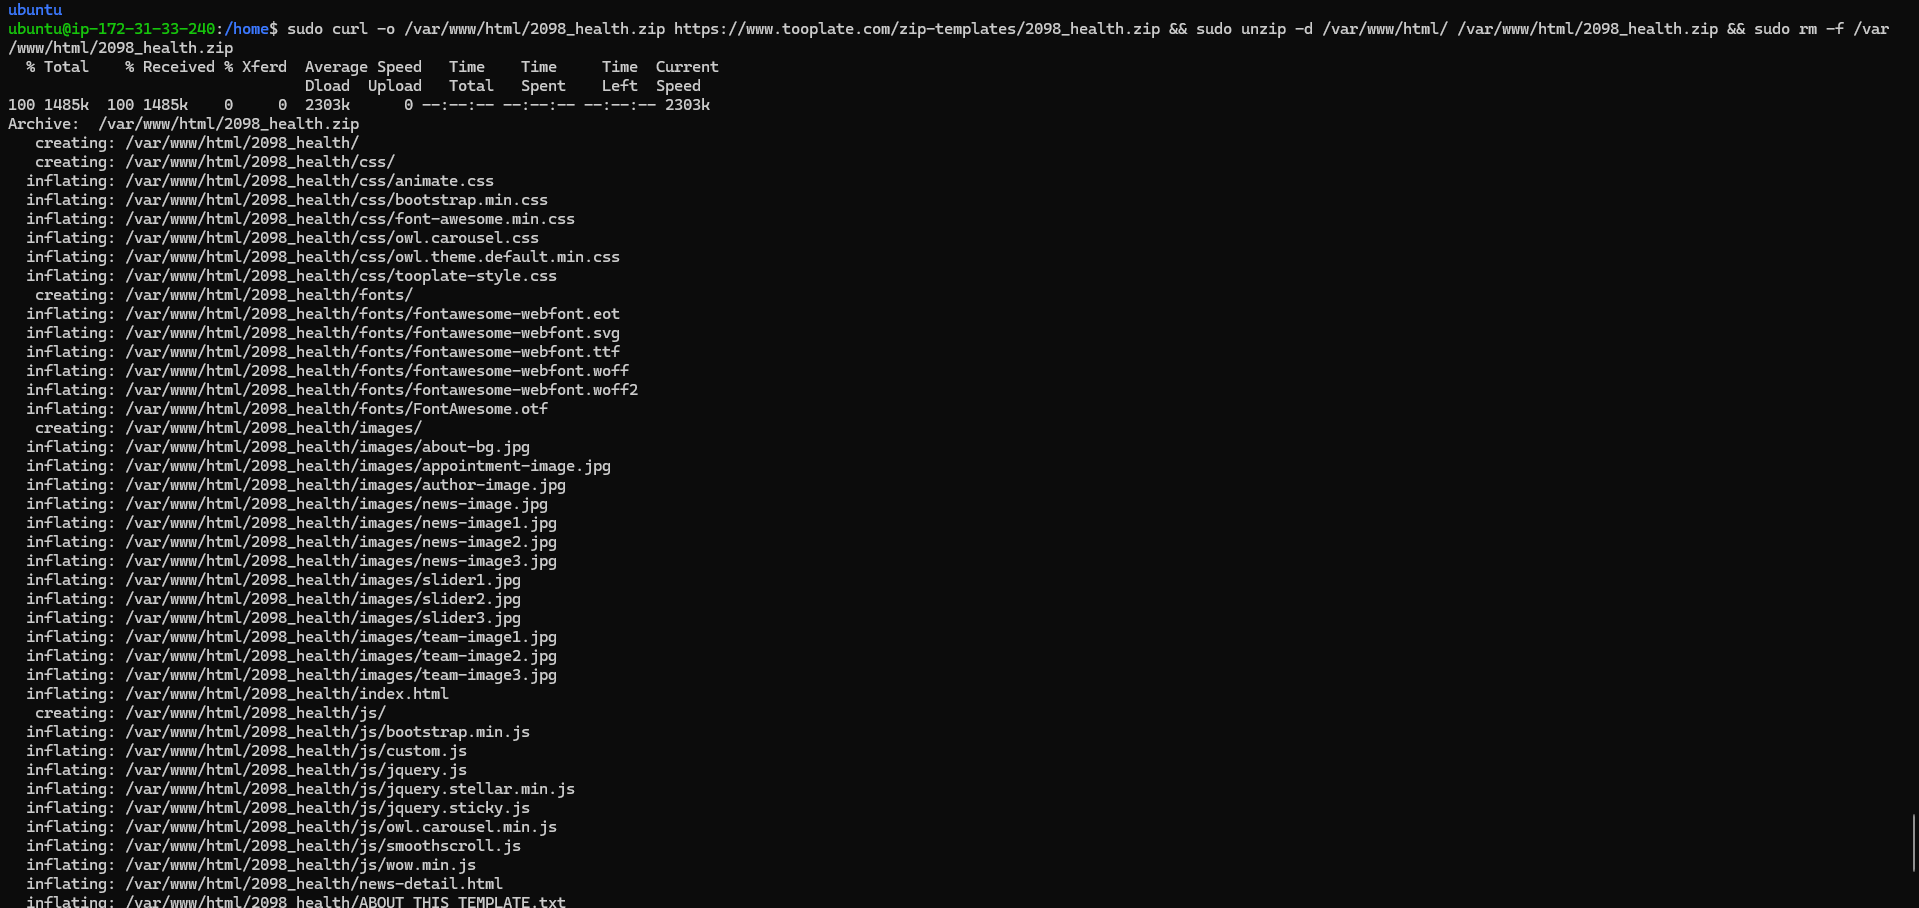 ubuntu
ubuntu@ip-172-31-33-240:/home$ sudo curl -o /var/www/html/2098_health.zip https://www.tooplate.com/zip-templates/2098_health.zip && sudo unzip -d /var/www/html/ /var/www/html/2098_health.zip && sudo rm -f /var
/www/html/2098_health.zip
  % Total    % Received % Xferd  Average Speed   Time    Time     Time  Current
                                 Dload  Upload   Total   Spent    Left  Speed
100 1485k  100 1485k    0     0  2303k      0 --:--:-- --:--:-- --:--:-- 2303k
Archive:  /var/www/html/2098_health.zip
   creating: /var/www/html/2098_health/
   creating: /var/www/html/2098_health/css/
  inflating: /var/www/html/2098_health/css/animate.css
  inflating: /var/www/html/2098_health/css/bootstrap.min.css
  inflating: /var/www/html/2098_health/css/font-awesome.min.css
  inflating: /var/www/html/2098_health/css/owl.carousel.css
  inflating: /var/www/html/2098_health/css/owl.theme.default.min.css
  inflating: /var/www/html/2098_health/css/tooplate-style.css
   creating: /var/www/html/2098_health/fonts/
  inflating: /var/www/html/2098_health/fonts/fontawesome-webfont.eot
  inflating: /var/www/html/2098_health/fonts/fontawesome-webfont.svg
  inflating: /var/www/html/2098_health/fonts/fontawesome-webfont.ttf
  inflating: /var/www/html/2098_health/fonts/fontawesome-webfont.woff
  inflating: /var/www/html/2098_health/fonts/fontawesome-webfont.woff2
  inflating: /var/www/html/2098_health/fonts/FontAwesome.otf
   creating: /var/www/html/2098_health/images/
  inflating: /var/www/html/2098_health/images/about-bg.jpg
  inflating: /var/www/html/2098_health/images/appointment-image.jpg
  inflating: /var/www/html/2098_health/images/author-image.jpg
  inflating: /var/www/html/2098_health/images/news-image.jpg
  inflating: /var/www/html/2098_health/images/news-image1.jpg
  inflating: /var/www/html/2098_health/images/news-image2.jpg
  inflating: /var/www/html/2098_health/images/news-image3.jpg
  inflating: /var/www/html/2098_health/images/slider1.jpg
  inflating: /var/www/html/2098_health/images/slider2.jpg
  inflating: /var/www/html/2098_health/images/slider3.jpg
  inflating: /var/www/html/2098_health/images/team-image1.jpg
  inflating: /var/www/html/2098_health/images/team-image2.jpg
  inflating: /var/www/html/2098_health/images/team-image3.jpg
  inflating: /var/www/html/2098_health/index.html
   creating: /var/www/html/2098_health/js/
  inflating: /var/www/html/2098_health/js/bootstrap.min.js
  inflating: /var/www/html/2098_health/js/custom.js
  inflating: /var/www/html/2098_health/js/jquery.js
  inflating: /var/www/html/2098_health/js/jquery.stellar.min.js
  inflating: /var/www/html/2098_health/js/jquery.sticky.js
  inflating: /var/www/html/2098_health/js/owl.carousel.min.js
  inflating: /var/www/html/2098_health/js/smoothscroll.js
  inflating: /var/www/html/2098_health/js/wow.min.js
  inflating: /var/www/html/2098_health/news-detail.html
  inflating: /var/www/html/2098_health/ABOUT THIS TEMPLATE.txt